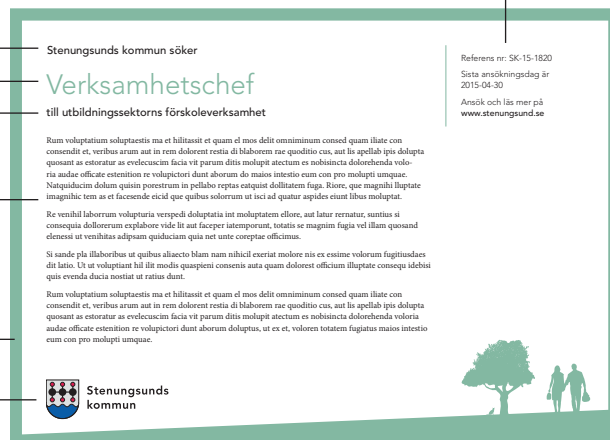 Stenungsunds kommun söker
Verksamhetschef
till utbildningssektorns förskoleverksamhet
Rum voluptatium soluptaestis ma et hilitassit et quam el mos delit omniminum consed quam iliate con
consendit et, veribus arum aut in rem dolorent restia di blaborem rae quoditio cus, aut lis apellab ipis dolupta
quosant as estoratur as evelecuscim facia vit parum ditis molupit atectum es nobisincta dolorehenda volo-
ria audae officate estenition re volupictori dunt aborum do maios intestio eum con pro molupti umquae.
Natquiducim dolum quisin porestrum in pellabo reptas eatquist dollitatem fuga. Riore, que magnihi lluptate
imagnihic tem as et facesende eicid que quibus solorrum ut isci ad quatur aspides eiunt libus moluptat.
Re venihil laborrum volupturia verspedi doluptatia int moluptatem ellore, aut latur rernatur, suntius si
consequia dollorerum explabore vide lit aut faceper iatemporunt, totatis se magnim fugia vel illam quosand
elenessi ut venihitas adipsam quiduciam quia net unte coreptae officimus.
Si sande pla illaboribus ut quibus aliaecto blam nam nihicil exeriat molore nis ex essime volorum fugitiusdaes
dit latio. Ut ut voluptiant hil ilit modis quaspieni consenis auta quam dolorest officium illuptate consequ idebisi
quis evenda ducia nostiat ut ratius dunt.
Rum voluptatium soluptaestis ma et hilitassit et quam el mos delit omniminum consed quam iliate con
consendit et, veribus arum aut in rem dolorent restia di blaborem rae quoditio cus, aut lis apellab ipis dolupta
quosant as estoratur as evelecuscim facia vit parum ditis molupit atectum es nobisincta dolorehenda voloria
audae officate estenition re volupictori dunt aborum doluptus, ut ex et, voloren totatem fugiatus maios intestio
eum con pro molupti umquae.
Referens nr: SK-15-1820
Sista ansökningsdag är
2015-04-30
Ansök och läs mer på
www.stenungsund.se
Stenungsunds
kommun